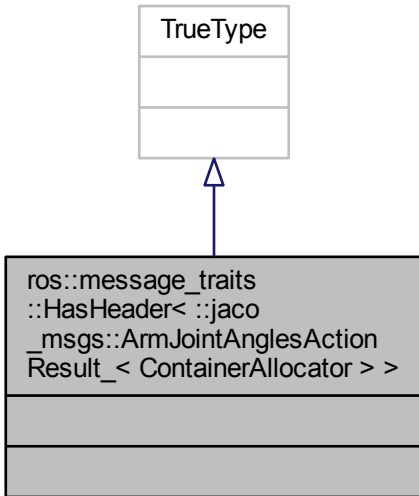 TrueType
ros::message_traits
::HasHeader< ::jaco
_msgs::ArmJointAnglesAction
Result_< ContainerAllocator > >